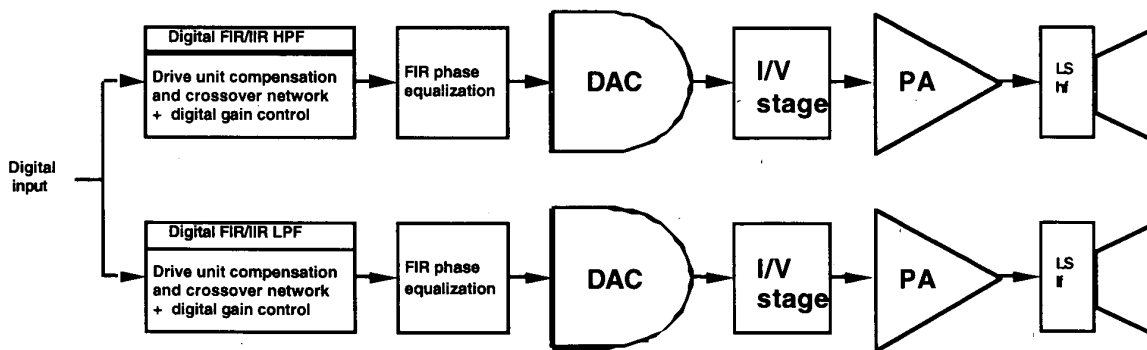 Digital FIR/IIR HPF
Drive unit compensation
and crossover network
+ digital gain control
FIR phase
equalization
DAC
I/V
stage
PA
LS
hf
Digital
input
Digital FIR/IIR LPF
Drive unit compensation
and crossover network
+ digital gain control
FIR phase
equalization
DAC
I/V
stage
PA
LS
lf